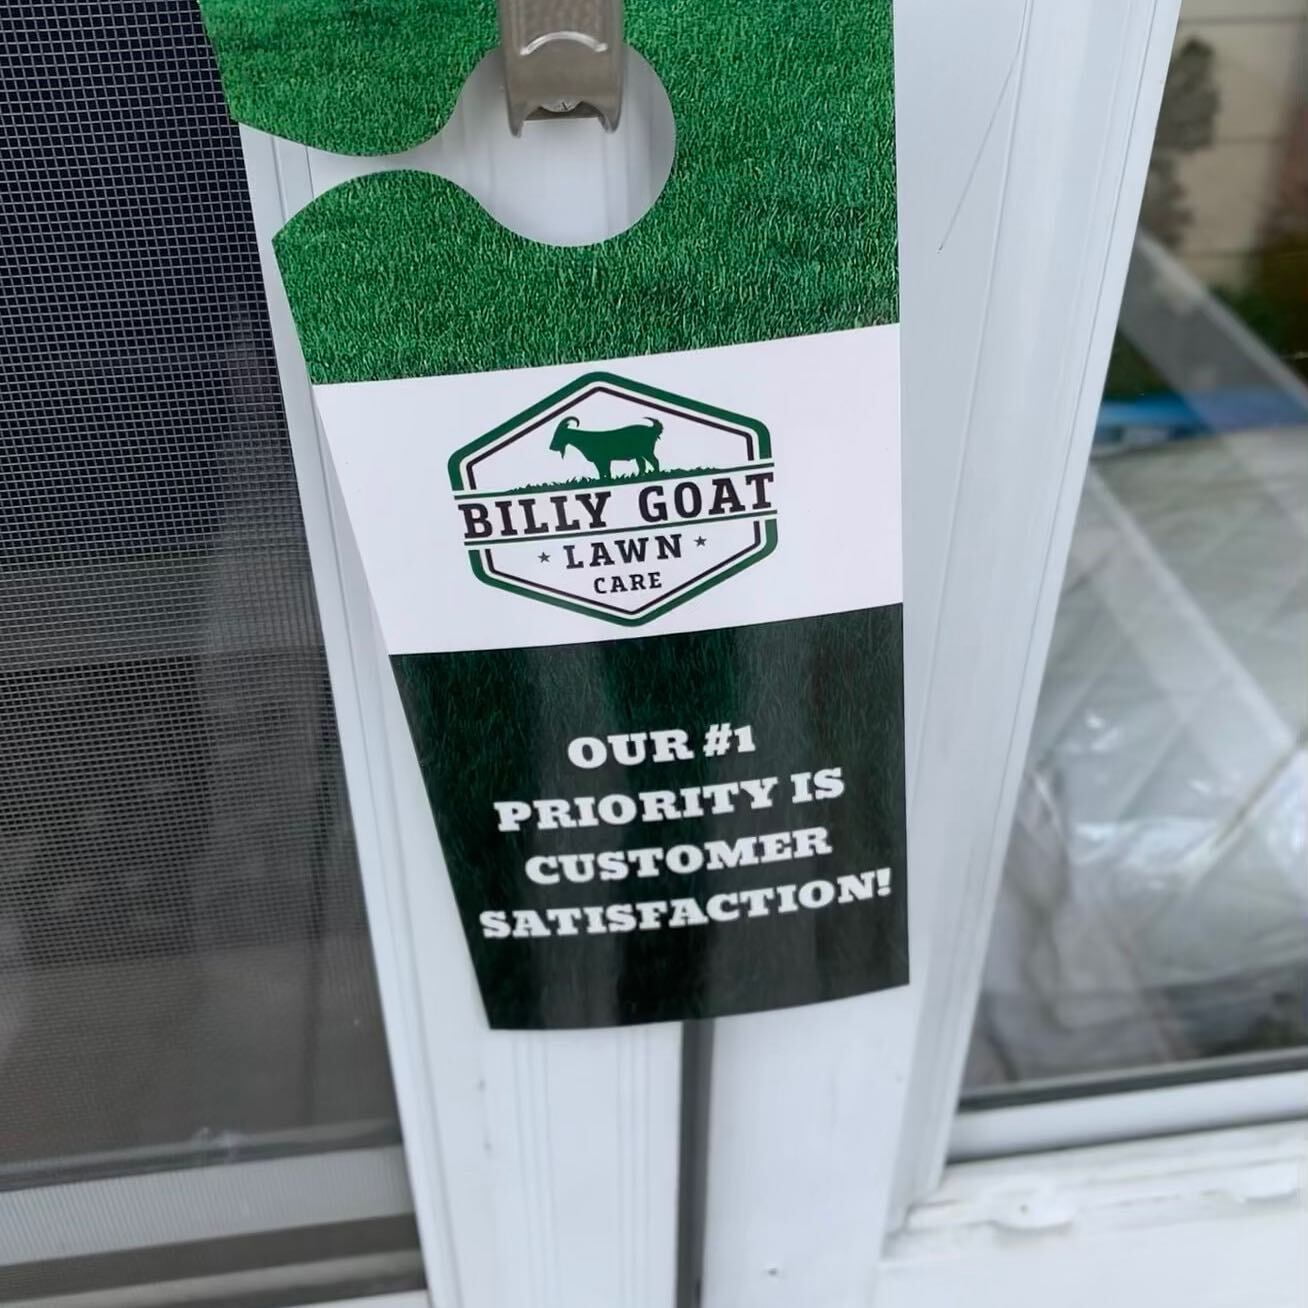 BILLY GOAT
LAWN
CARE
OUR #1
PRIORITY IS
CUSTOMER
SATISFACTION!